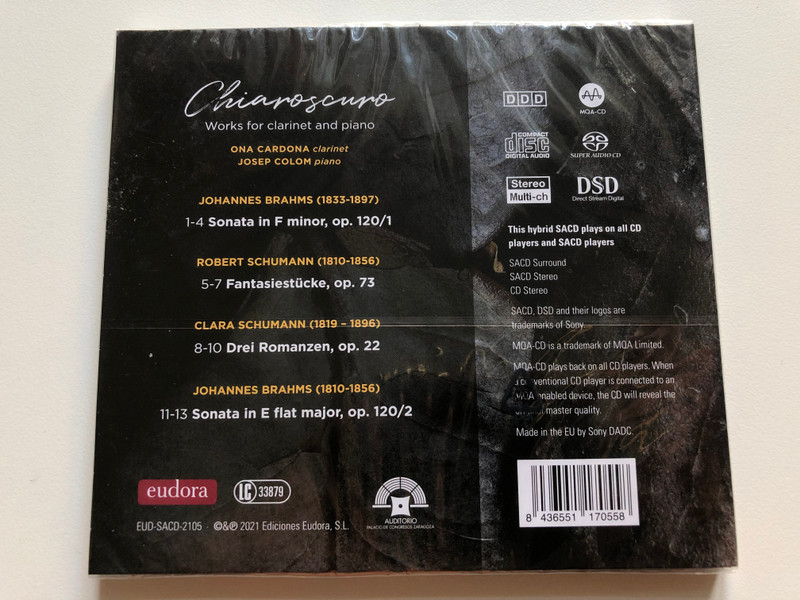 Chiaroscuro
Works for clarinet and piano
ONA CARDONA clarinet
JOSEP COLOM piano
JOHANNES BRAHMS (1833-1897)
1-4 Sonata in F minor, op. 120/1
ROBERT SCHUMANN (1810-1856)
5-7 Fantasiestücke, op. 73
CLARA SCHUMANN (1819 – 1896)
8-10 Drei Romanzen, op. 22
JOHANNES BRAHMS (1810-1856)
11-13 Sonata in E flat major, op. 120/2
eudora
LC 33879
AUDITORIO
PALACIO DE CONGRESOS ZARAGOZA
EUD-SACD-2105 · ©&℗ 2021 Ediciones Eudora, S.L.
DDD
MQA-CD
COMPACT
disc
DIGITAL AUDIO
SUPER AUDIO CD
Stereo
Multi-ch
DSD
Direct Stream Digital
This hybrid SACD plays on all CD
players and SACD players
SACD Surround
SACD Stereo
CD Stereo
SACD, DSD and their logos are
trademarks of Sony.
MQA-CD is a trademark of MQA Limited.
MQA-CD plays back on all CD players. When
a conventional CD player is connected to an
MQA enabled device, the CD will reveal the
original master quality.
Made in the EU by Sony DADC.
8 436551 170558